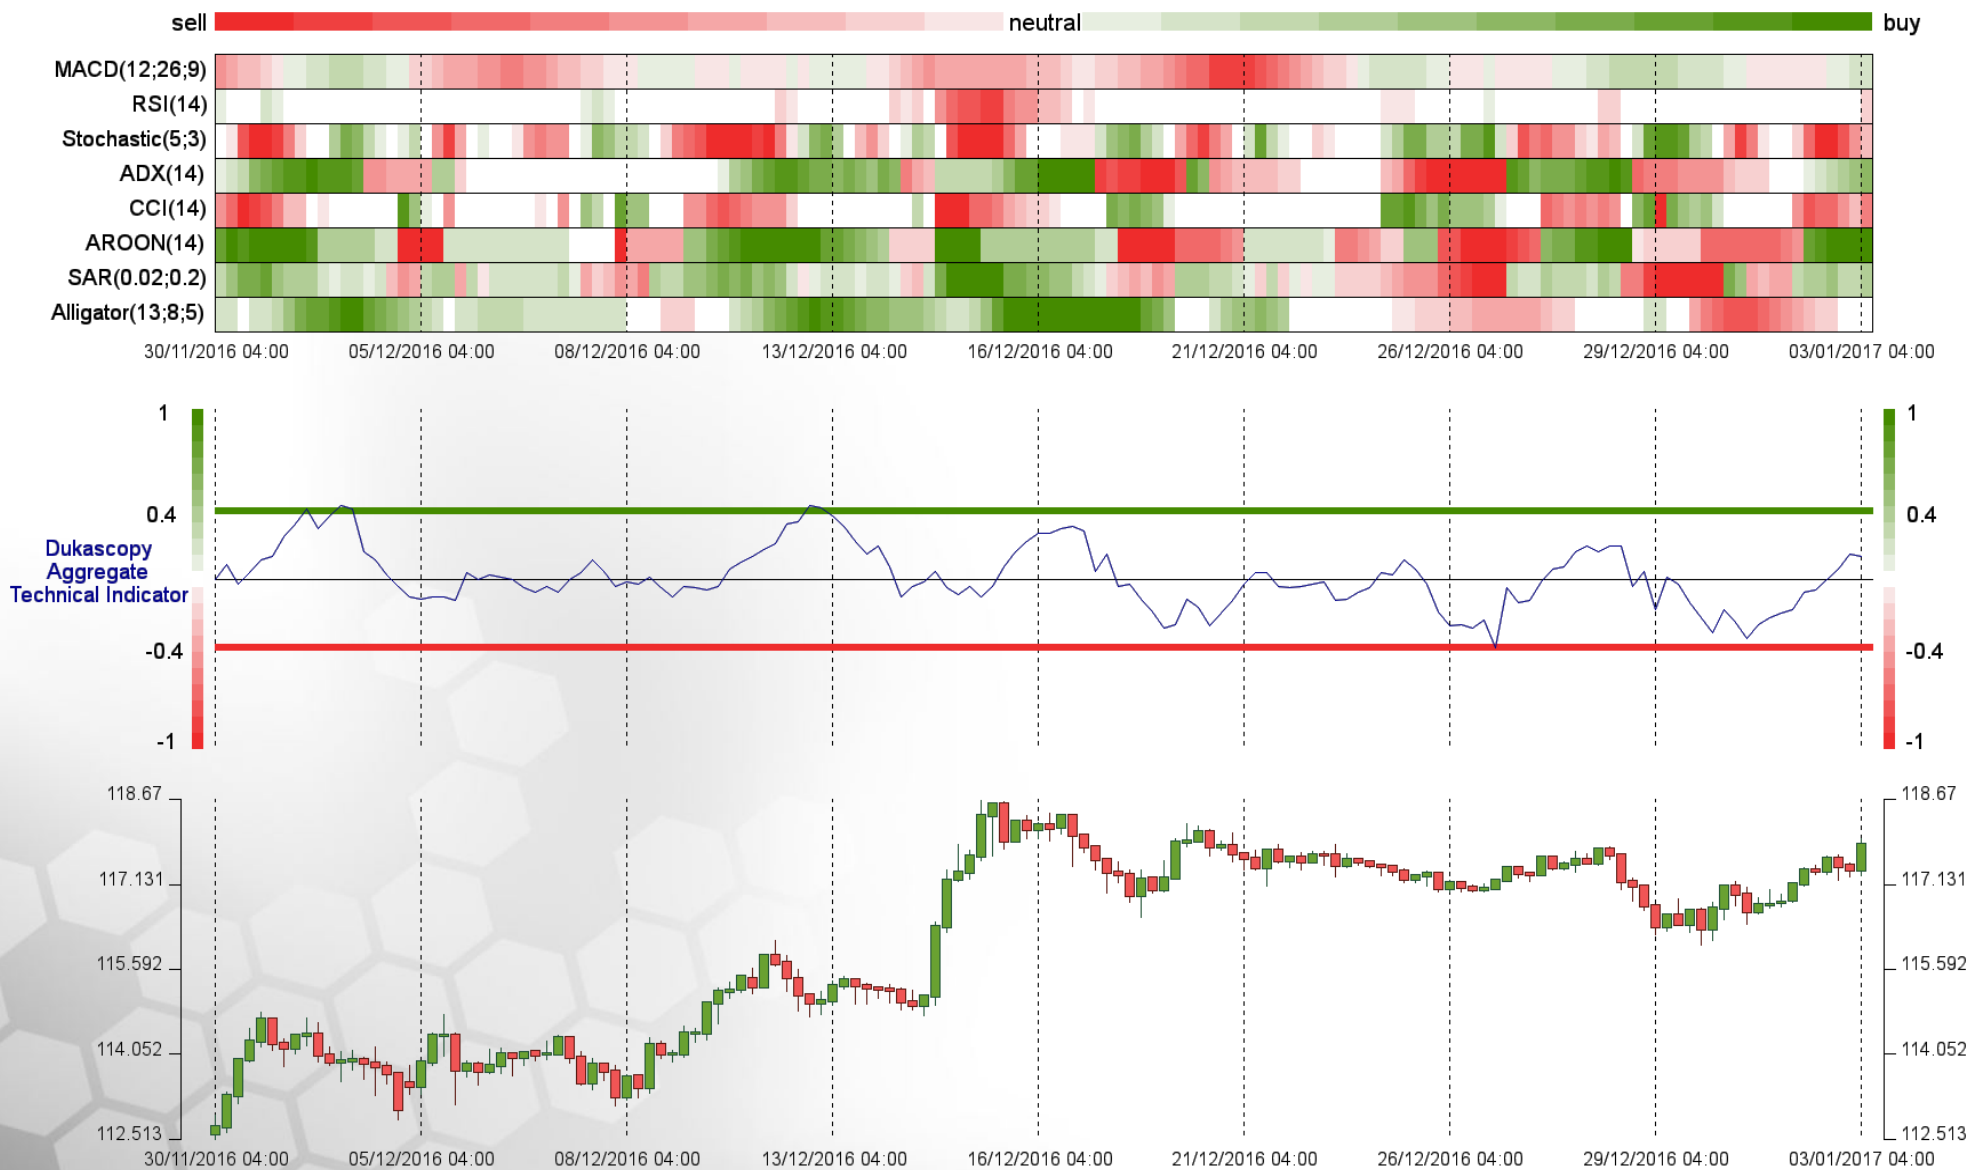 sell neutral buy
MACD(12;26;9)
RSI(14)
Stochastic(5;3)
ADX(14)
CCI(14)
AROON(14)
SAR(0.02;0.2)
Alligator(13;8;5)
30/11/2016 04:00 05/12/2016 04:00 08/12/2016 04:00 13/12/2016 04:00 16/12/2016 04:00 21/12/2016 04:00 26/12/2016 04:00 29/12/2016 04:00 03/01/2017 04:00
1 1
0.4 0.4
Dukascopy
Aggregate
Technical Indicator
-0.4 -0.4
-1 -1
118.67 118.67
117.131 117.131
115.592 115.592
114.052 114.052
112.513 112.513
30/11/2016 04:00 05/12/2016 04:00 08/12/2016 04:00 13/12/2016 04:00 16/12/2016 04:00 21/12/2016 04:00 26/12/2016 04:00 29/12/2016 04:00 03/01/2017 04:00